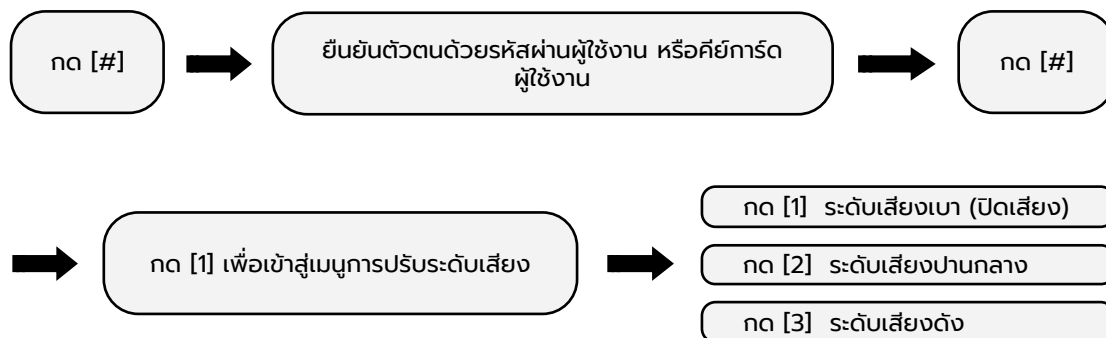 กด [#]
ยืนยันตัวตนด้วยรหัสผ่านผู้ใช้งาน หรือคีย์การ์ด
ผู้ใช้งาน
กด [#]
กด [1] เพื่อเข้าสู่เมนูการปรับระดับเสียง
กด [1] ระดับเสียงเบา (ปิดเสียง)
กด [2] ระดับเสียงปานกลาง
กด [3] ระดับเสียงดัง